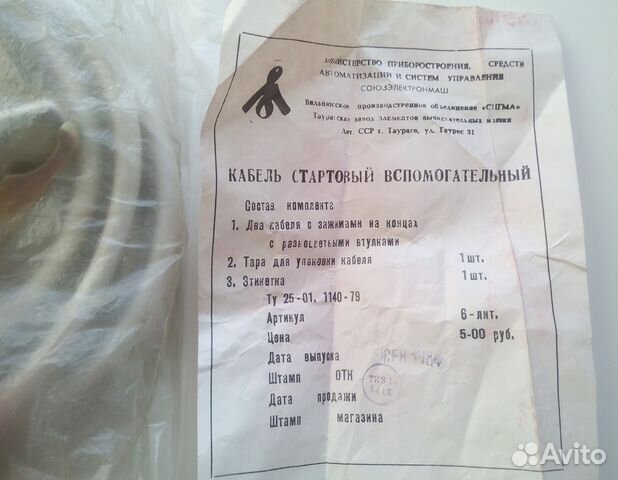 МИНИСТЕРСТВО ПРИБОРОСТРОЕНИЯ, СРЕДСТВ
АВТОМАТИЗАЦИИ И СИСТЕМ УПРАВЛЕНИЯ
СОЮЗЭЛЕКТРОНМАШ
Вильнюсское производственное объединение «СИГМА»
Таурагский завод элементов вычислительных машин
Лит. ССР г. Таураге, ул. Таурес 31
КАБЕЛЬ СТАРТОВЫЙ ВСПОМОГАТЕЛЬНЫЙ
Состав комплекта
1. Два кабеля с зажимами на концах
с разноцветными втулками
2. Тара для упаковки кабеля 1 шт.
3. Этикетка 1 шт.
Ту 25-01. 1140-79
Артикул 6-лит.
Цена 5-00 руб.
Дата выпуска
Штамп ОТК TKS
Дата продажи
Штамп магазина
Avito